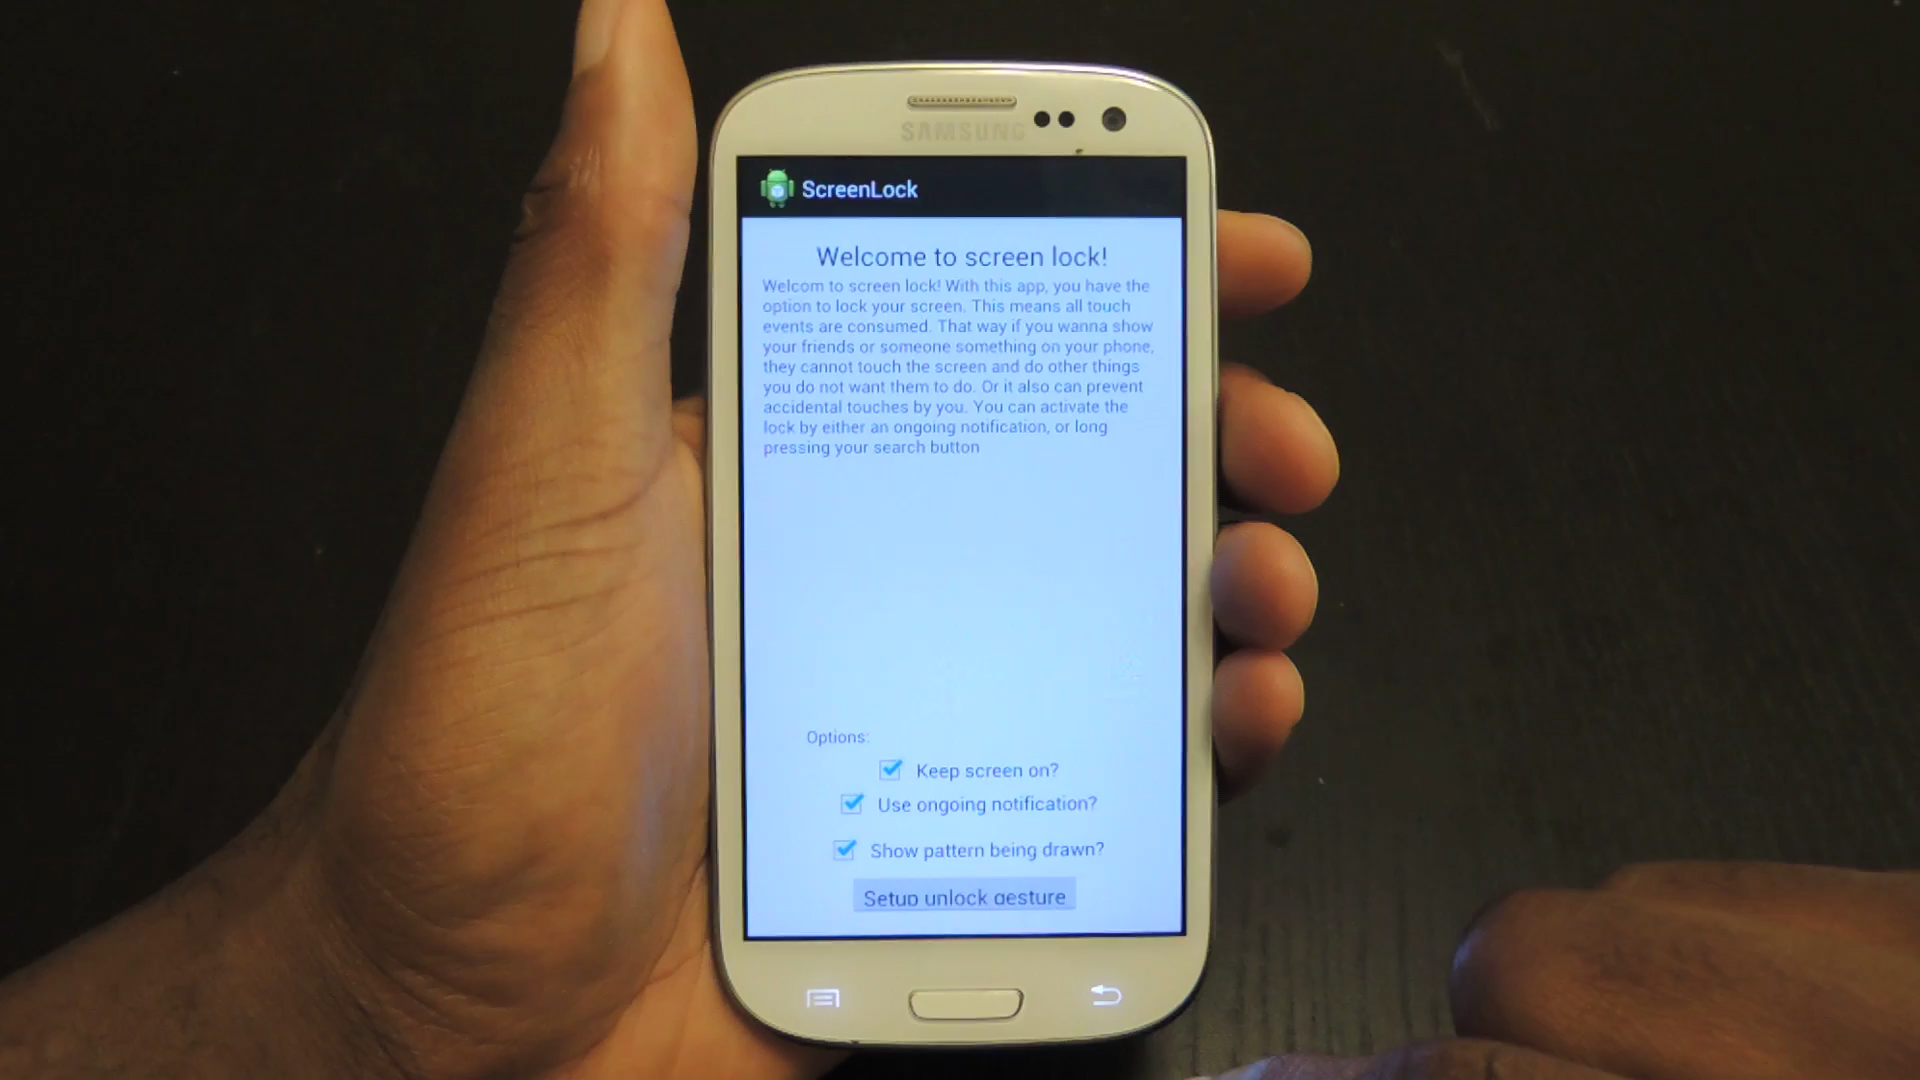 SAMSUNG
ScreenLock
Welcome to screen lock!
Welcom to screen lock! With this app, you have the
option to lock your screen. This means all touch
events are consumed. That way if you wanna show
your friends or someone something on your phone,
they cannot touch the screen and do other things
you do not want them to do. Or it also can prevent
accidental touches by you. You can activate the
lock by either an ongoing notification, or long
pressing your search button
Options:
Keep screen on?
Use ongoing notification?
Show pattern being drawn?
Setup unlock gesture